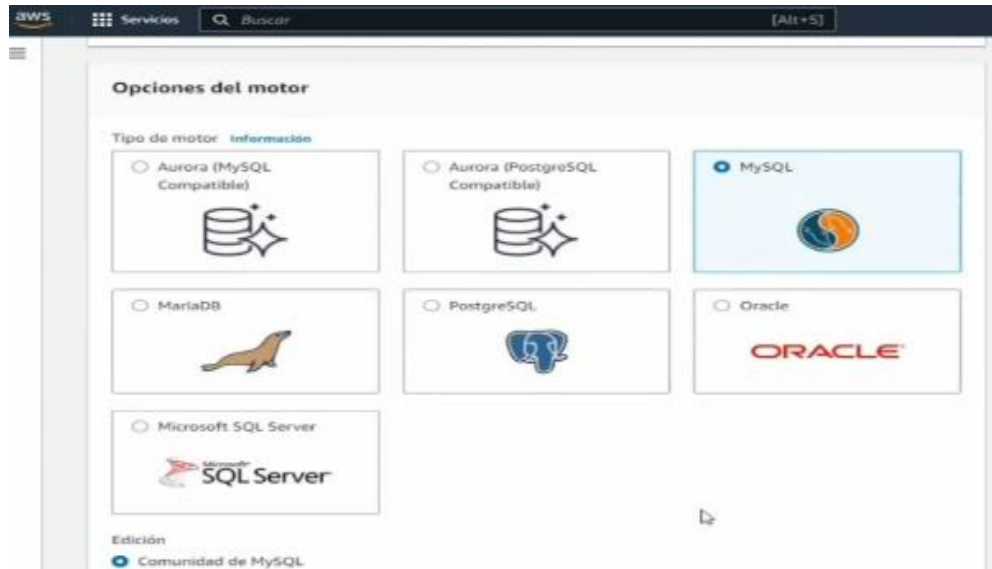 aws Servicios Buscar [Alt+S]
Opciones del motor
Tipo de motor Información
Aurora (MySQL
Compatible)
Aurora (PostgreSQL
Compatible)
MySQL
MariaDB
PostgreSQL
Oracle
ORACLE
Microsoft SQL Server
Microsoft
SQL Server
Edición
Comunidad de MySQL